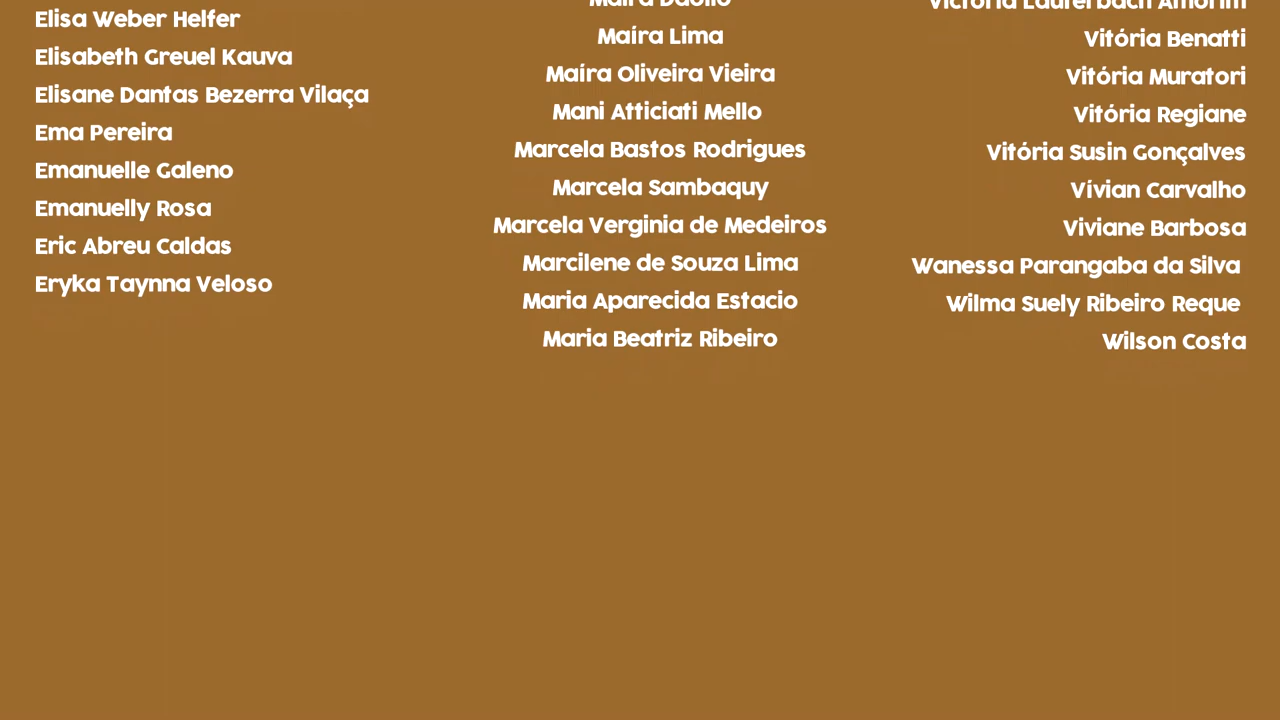 Elisa Weber Helfer
Elisabeth Greuel Kauva
Elisane Dantas Bezerra Vilaça
Ema Pereira
Emanuelle Galeno
Emanuelly Rosa
Eric Abreu Caldas
Eryka Taynna Veloso
Maíra Lima
Maíra Oliveira Vieira
Mani Atticiati Mello
Marcela Bastos Rodrigues
Marcela Sambaquy
Marcela Verginia de Medeiros
Marcilene de Souza Lima
Maria Aparecida Estacio
Maria Beatriz Ribeiro
Vitória Benatti
Vitória Muratori
Vitória Regiane
Vitória Susin Gonçalves
Vívian Carvalho
Viviane Barbosa
Wanessa Parangaba da Silva
Wilma Suely Ribeiro Reque
Wilson Costa